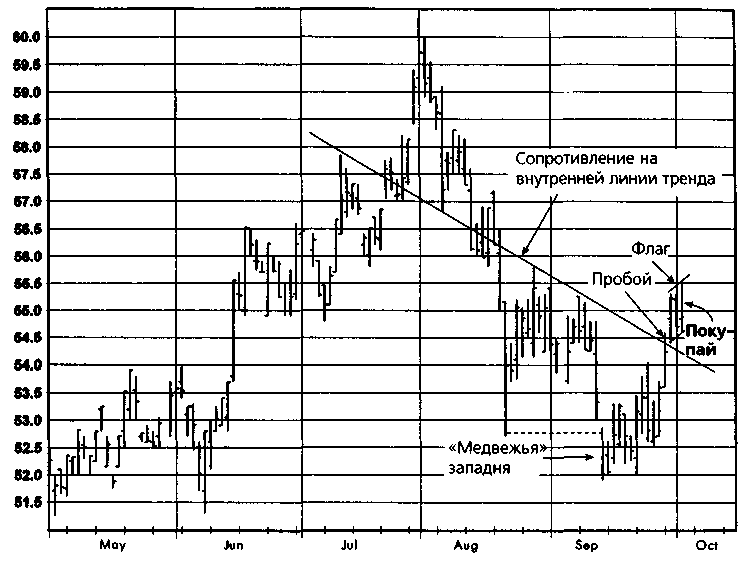 60.0
59.5
59.0
58.5
58.0
57.5
57.0
56.5
56.0
55.5
55.0
54.5
54.0
53.5
53.0
52.5
52.0
51.5
Сопротивление на
внутренней линии тренда
Флаг
Пробой
Поку-
пай
«Медвежья»
западня
May
Jun
Jul
Aug
Sep
Oct